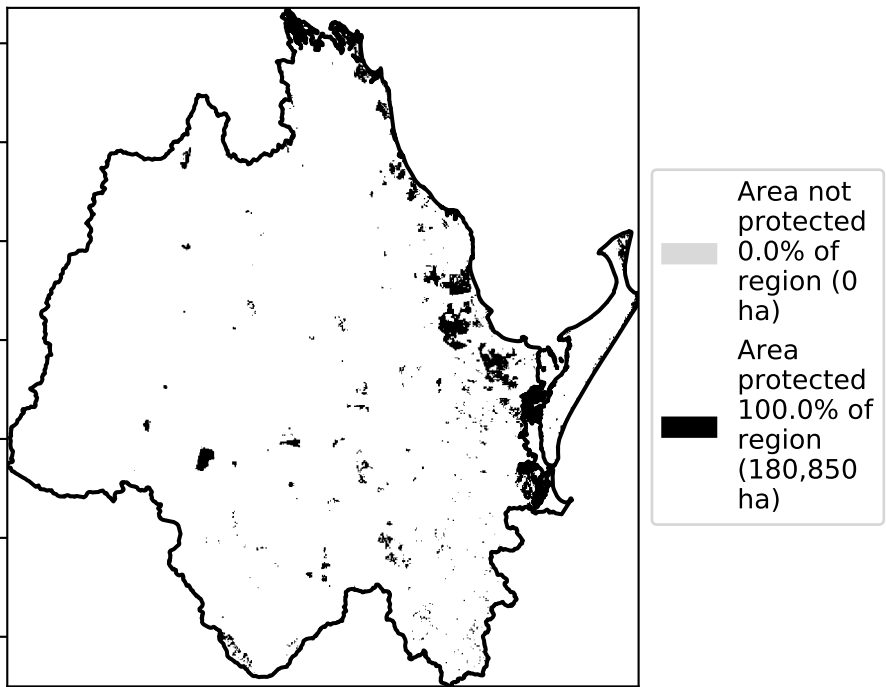 Area not
protected
0.0% of
region (0
ha)
Area
protected
100.0% of
region
(180,850
ha)